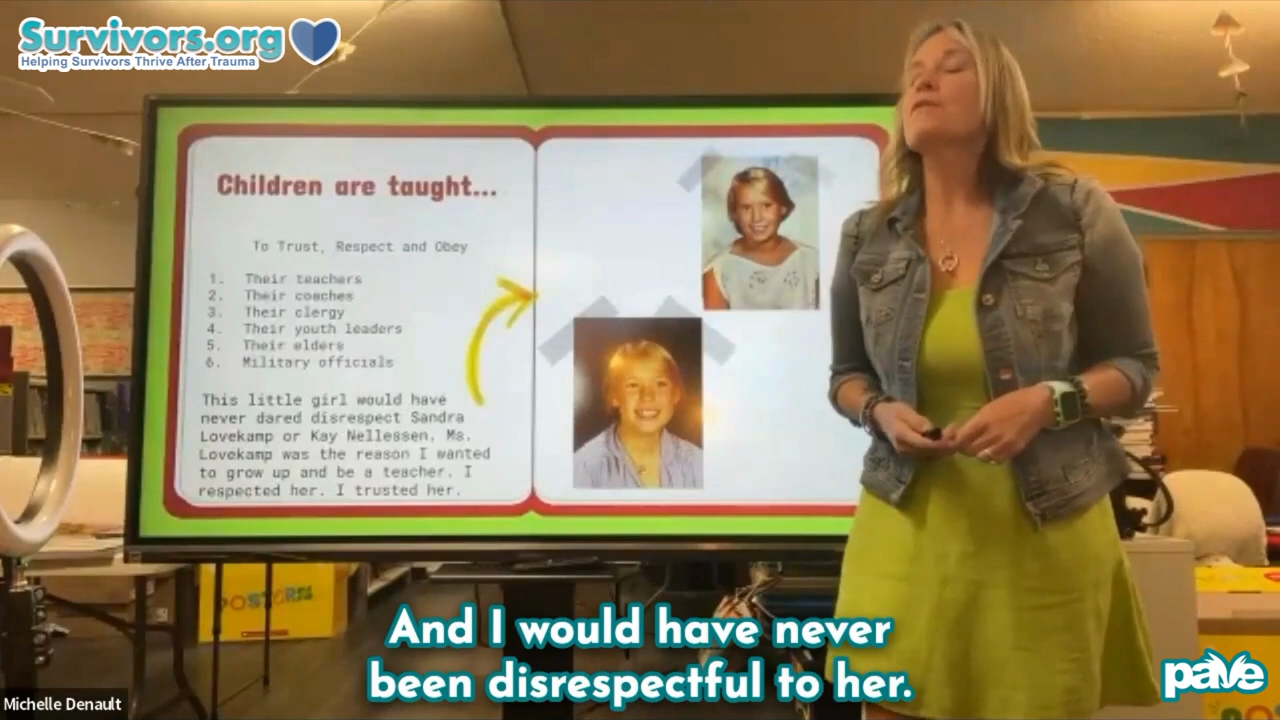 Survivors.org
Helping Survivors Thrive After Trauma
Children are taught...
To Trust, Respect and Obey
1. Their teachers
2. Their coaches
3. Their clergy
4. Their youth leaders
5. Their elders
6. Military officials
This little girl would have
never dared disrespect Sandra
Lovekamp or Kay Nellessen. Ms.
Lovekamp was the reason I wanted
to grow up and be a teacher. I
respected her. I trusted her.
And I would have never
been disrespectful to her.
Michelle Denault
pave